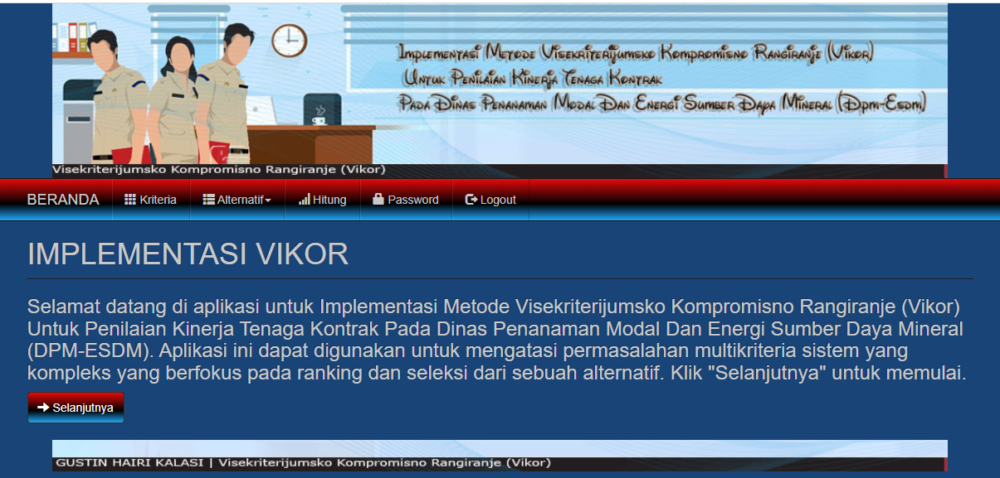 Implementasi Metode Visekriterijumsko Kompromisno Rangiranje (Vikor)
Untuk Penilaian Kinerja Tenaga Kontrak
Pada Dinas Penanaman Modal Dan Energi Sumber Daya Mineral (Dpm-Esdm)
Visekriterijumsko Kompromisno Rangiranje (Vikor)
BERANDA Kriteria Alternatif Hitung Password Logout
IMPLEMENTASI VIKOR
Selamat datang di aplikasi untuk Implementasi Metode Visekriterijumsko Kompromisno Rangiranje (Vikor)
Untuk Penilaian Kinerja Tenaga Kontrak Pada Dinas Penanaman Modal Dan Energi Sumber Daya Mineral
(DPM-ESDM). Aplikasi ini dapat digunakan untuk mengatasi permasalahan multikriteria sistem yang
kompleks yang berfokus pada ranking dan seleksi dari sebuah alternatif. Klik "Selanjutnya" untuk memulai.
Selanjutnya
GUSTIN HAIRI KALASI | Visekriterijumsko Kompromisno Rangiranje (Vikor)